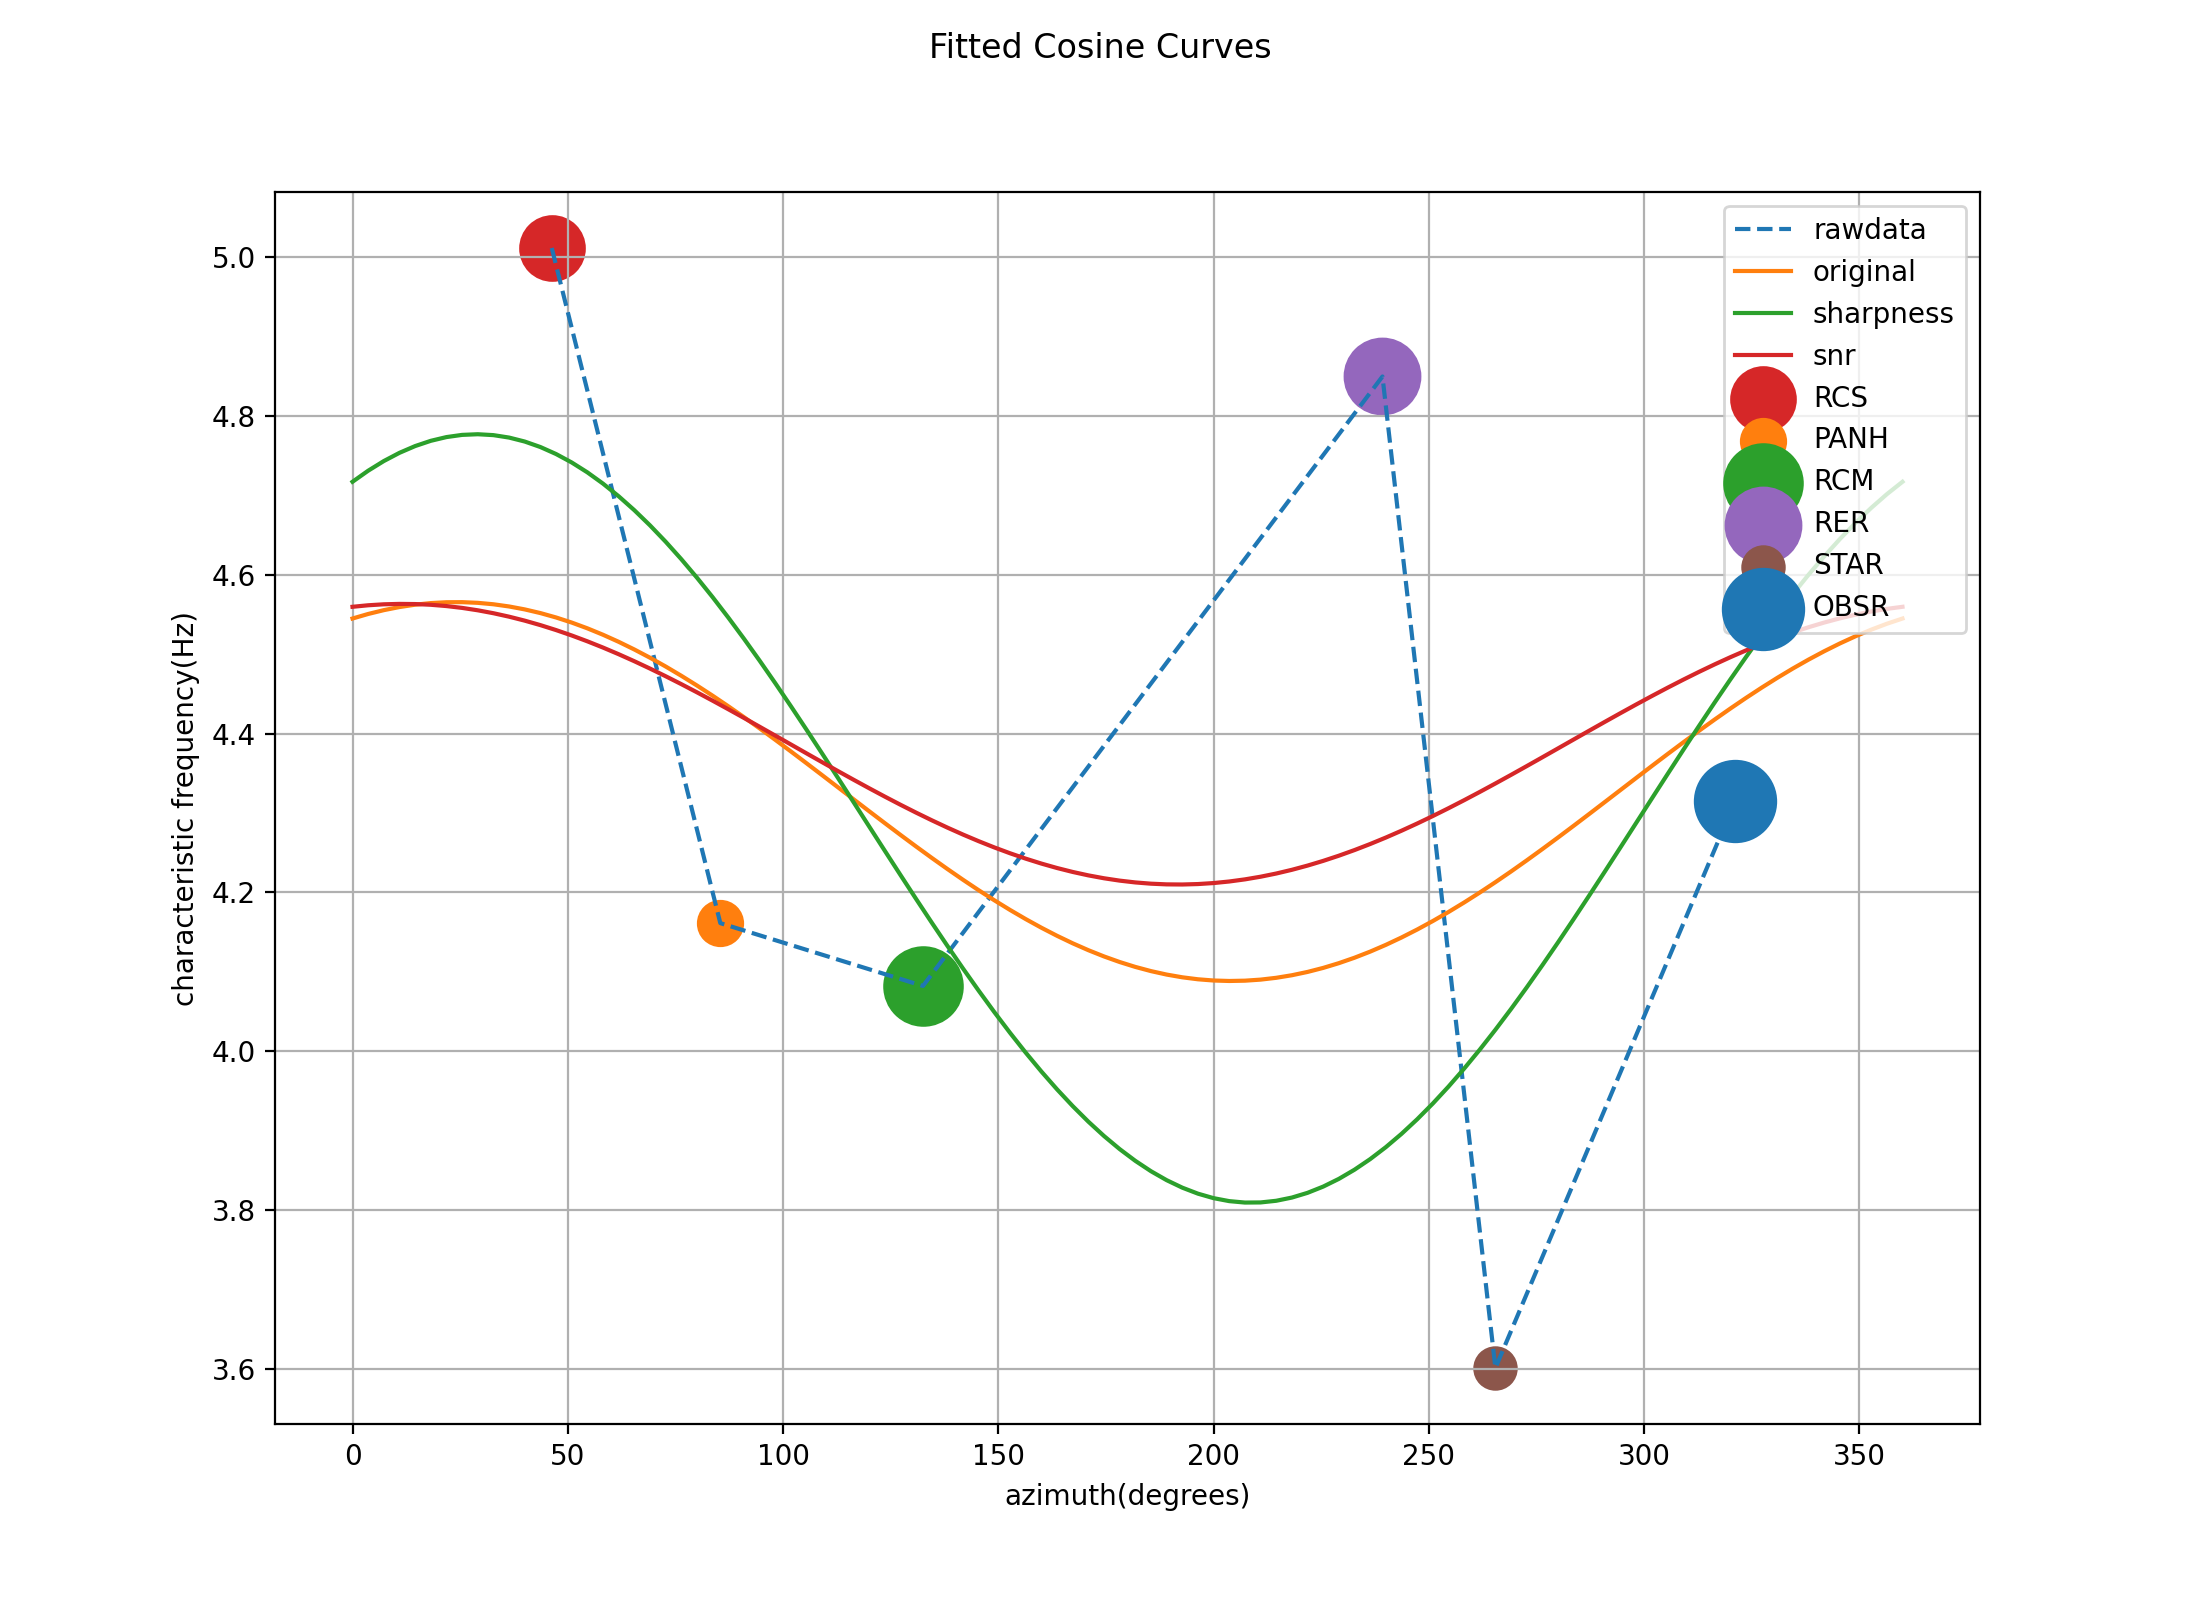 Fitted Cosine Curves
rawdata
original
sharpness
snr
RCS
PANH
RCM
RER
STAR
OBSR
characteristic frequency(Hz)
5.0
4.8
4.6
4.4
4.2
4.0
3.8
3.6
0 50 100 150 200 250 300 350
azimuth(degrees)